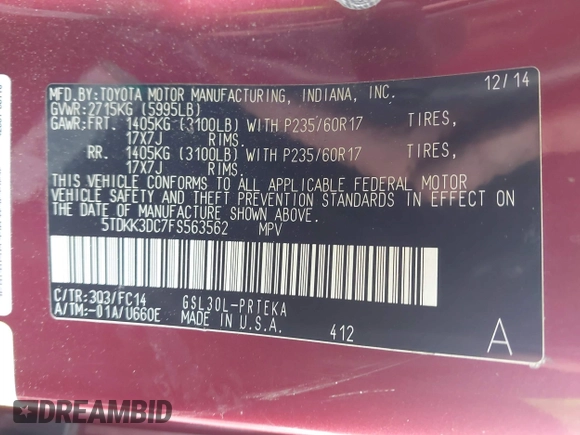 MFD.BY:TOYOTA MOTOR MANUFACTURING, INDIANA, INC. 12/14
GVWR:2715KG (5995LB)
GAWR:FRT. 1405KG (3100LB) WITH P235/60R17 TIRES,
17X7J RIMS.
RR. 1405KG (3100LB) WITH P235/60R17 TIRES,
17X7J RIMS.
THIS VEHICLE CONFORMS TO ALL APPLICABLE FEDERAL MOTOR
VEHICLE SAFETY AND THEFT PREVENTION STANDARDS IN EFFECT ON
THE DATE OF MANUFACTURE SHOWN ABOVE.
5TDKK3DC7FS563562 MPV
C/TR:303/FC14 GSL30L-PRTEKA
A/TM:-01A/U660E MADE IN U.S.A. 412 A
DREAMBID